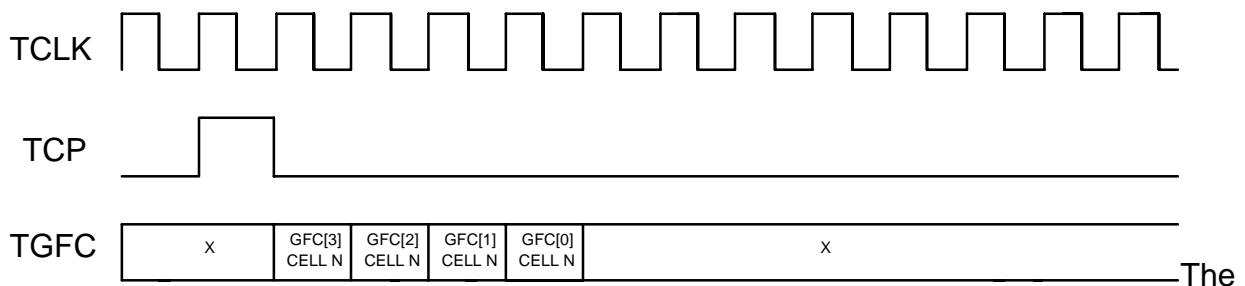 TCLK
TCP
TGFC
X
GFC[3]
CELL N
GFC[2]
CELL N
GFC[1]
CELL N
GFC[0]
CELL N
X
The